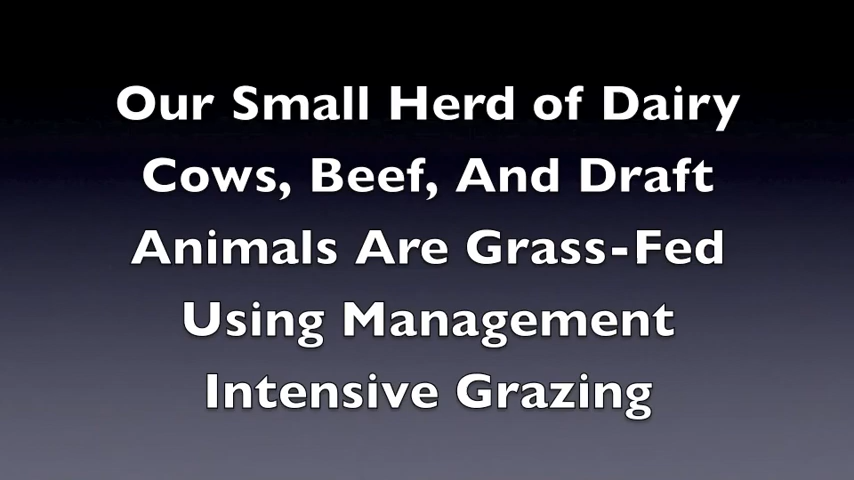 Our Small Herd of Dairy
Cows, Beef, And Draft
Animals Are Grass-Fed
Using Management
Intensive Grazing